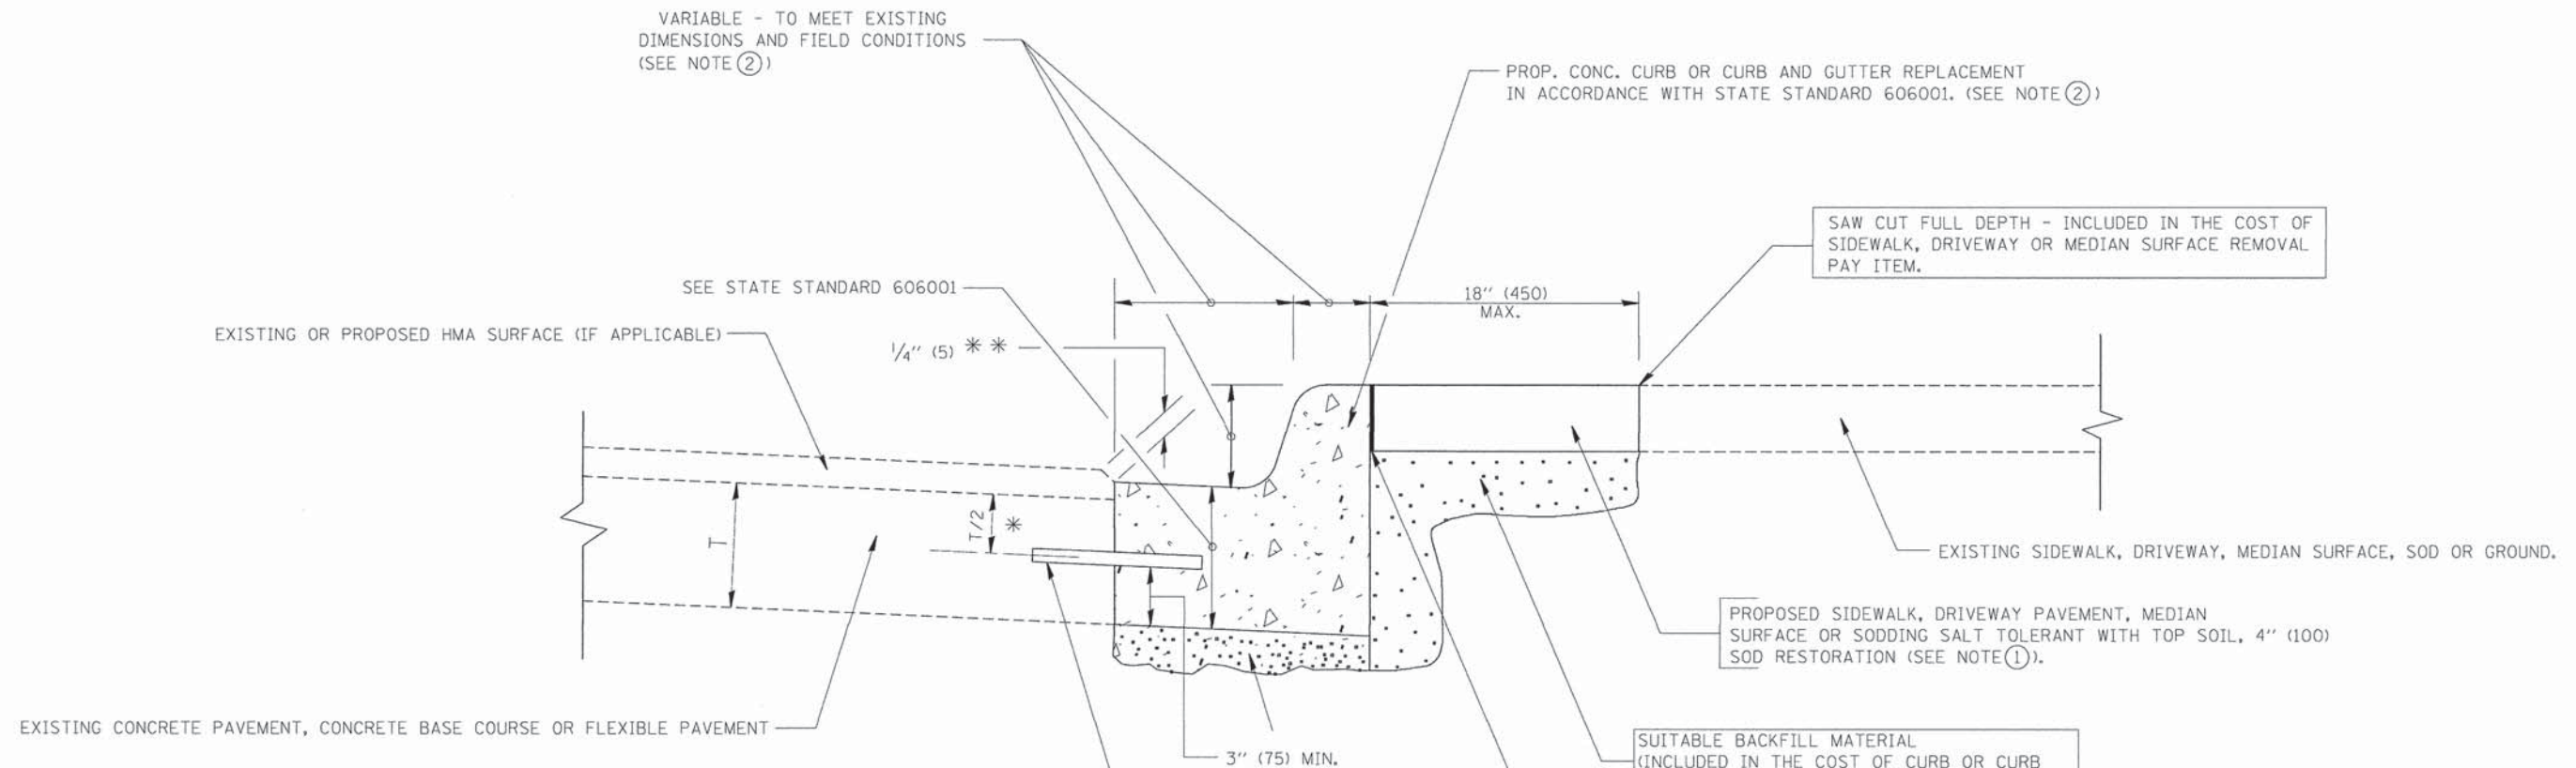 VARIABLE - TO MEET EXISTING
DIMENSIONS AND FIELD CONDITIONS
(SEE NOTE ②)
PROP. CONC. CURB OR CURB AND GUTTER REPLACEMENT
IN ACCORDANCE WITH STATE STANDARD 606001. (SEE NOTE ②)
SAW CUT FULL DEPTH - INCLUDED IN THE COST OF
SIDEWALK, DRIVEWAY OR MEDIAN SURFACE REMOVAL
PAY ITEM.
SEE STATE STANDARD 606001
18" (450)
MAX.
EXISTING OR PROPOSED HMA SURFACE (IF APPLICABLE)
1/4" (5) * *
T
T/2 *
EXISTING SIDEWALK, DRIVEWAY, MEDIAN SURFACE, SOD OR GROUND.
PROPOSED SIDEWALK, DRIVEWAY PAVEMENT, MEDIAN
SURFACE OR SODDING SALT TOLERANT WITH TOP SOIL, 4" (100)
SOD RESTORATION (SEE NOTE ①).
EXISTING CONCRETE PAVEMENT, CONCRETE BASE COURSE OR FLEXIBLE PAVEMENT
3" (75) MIN.
SUITABLE BACKFILL MATERIAL
(INCLUDED IN THE COST OF CURB OR CURB